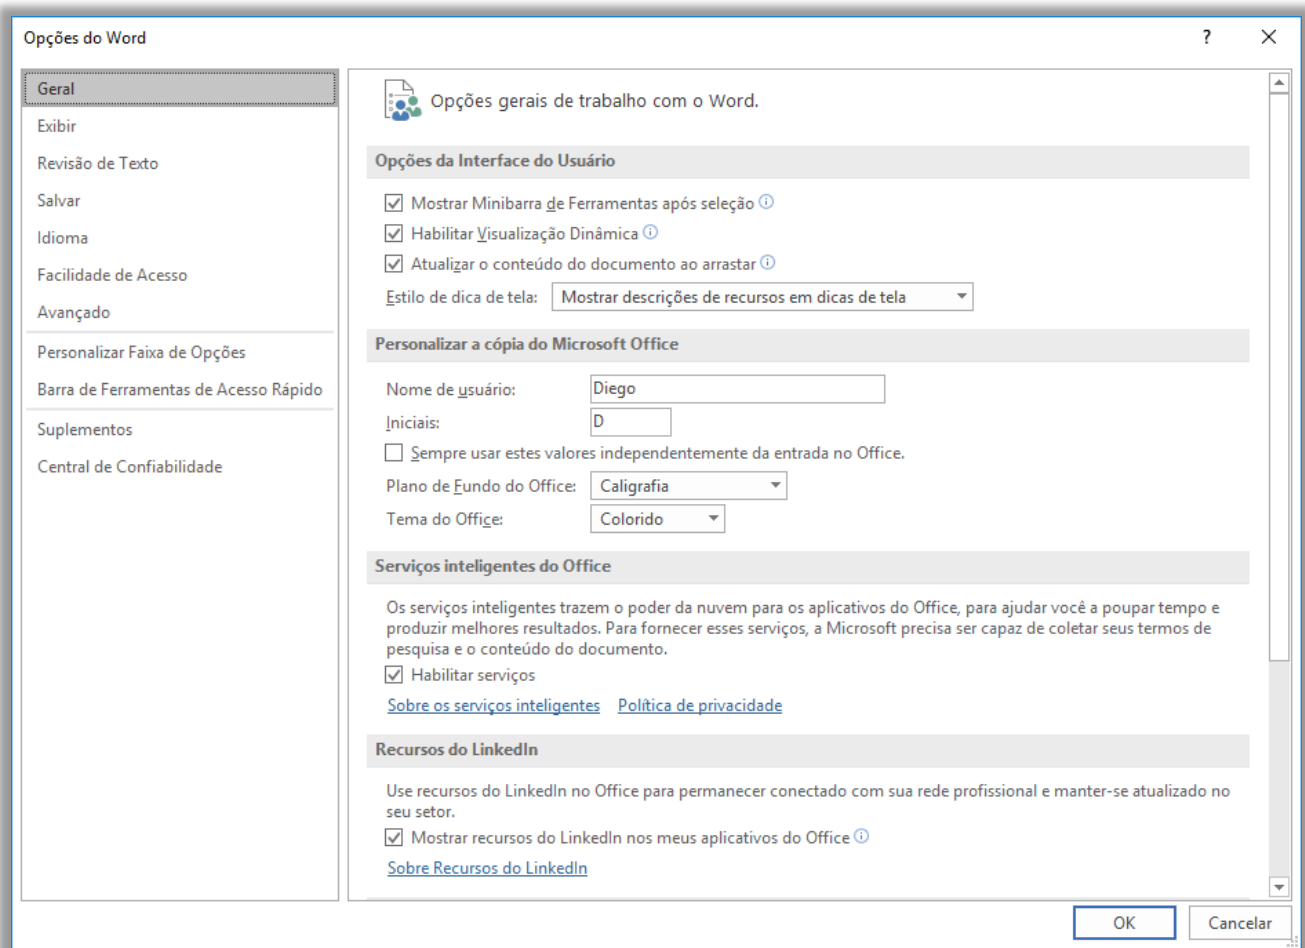 Opções do Word
?
Geral
Exibir
Revisão de Texto
Salvar
Idioma
Facilidade de Acesso
Avançado
Personalizar Faixa de Opções
Barra de Ferramentas de Acesso Rápido
Suplementos
Central de Confiabilidade
Opções gerais de trabalho com o Word.
Opções da Interface do Usuário
Mostrar Minibarra de Ferramentas após seleção
Habilitar Visualização Dinâmica
Atualizar o conteúdo do documento ao arrastar
Estilo de dica de tela: Mostrar descrições de recursos em dicas de tela
Personalizar a cópia do Microsoft Office
Nome de usuário: Diego
Iniciais: D
Sempre usar estes valores independentemente da entrada no Office.
Plano de Fundo do Office: Caligrafia
Tema do Office: Colorido
Serviços inteligentes do Office
Os serviços inteligentes trazem o poder da nuvem para os aplicativos do Office, para ajudar você a poupar tempo e
produzir melhores resultados. Para fornecer esses serviços, a Microsoft precisa ser capaz de coletar seus termos de
pesquisa e o conteúdo do documento.
Habilitar serviços
Sobre os serviços inteligentes Política de privacidade
Recursos do LinkedIn
Use recursos do LinkedIn no Office para permanecer conectado com sua rede profissional e manter-se atualizado no
seu setor.
Mostrar recursos do LinkedIn nos meus aplicativos do Office
Sobre Recursos do LinkedIn
OK Cancelar